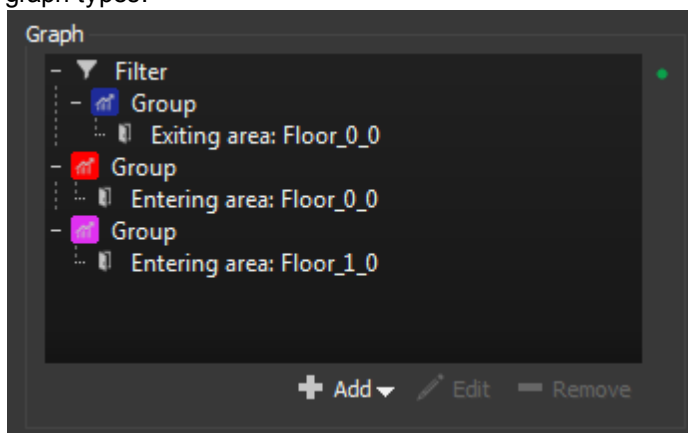 graph types.
Graph
Filter
Group
Exiting area: Floor_0_0
Group
Entering area: Floor_0_0
Group
Entering area: Floor_1_0
Add Edit Remove